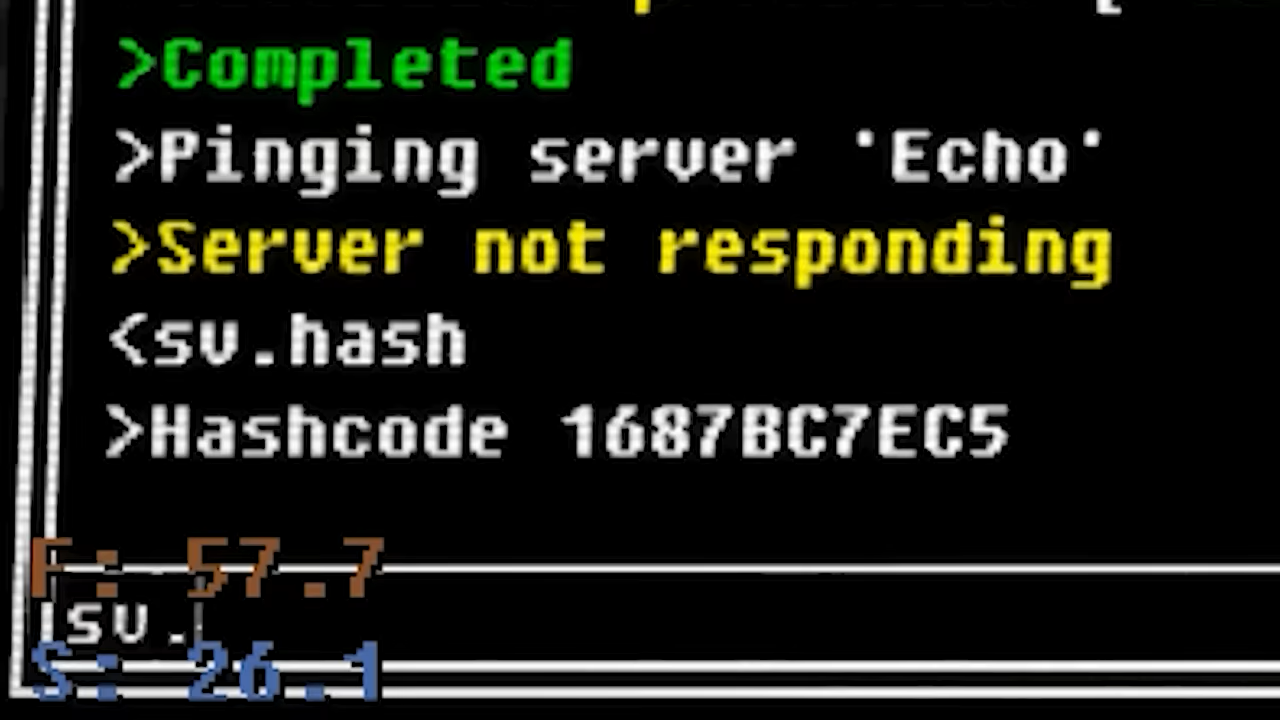 >Completed
>Pinging server 'Echo'
>Server not responding
<sv.hash
>Hashcode 1687BC7EC5
F: 57.7
sv.
S: 26.1